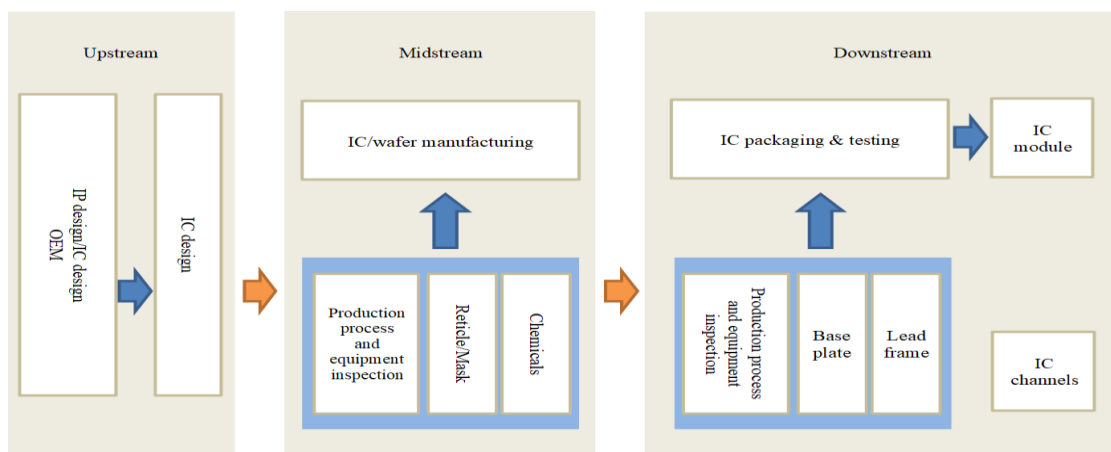 Upstream
Midstream
Downstream
IP design/IC design
OEM
IC design
IC/wafer manufacturing
Production
process
and
equipment
inspection
Reticle/Mask
Chemicals
IC packaging & testing
IC
module
Production process
and equipment
inspection
Base
plate
Lead
frame
IC
channels